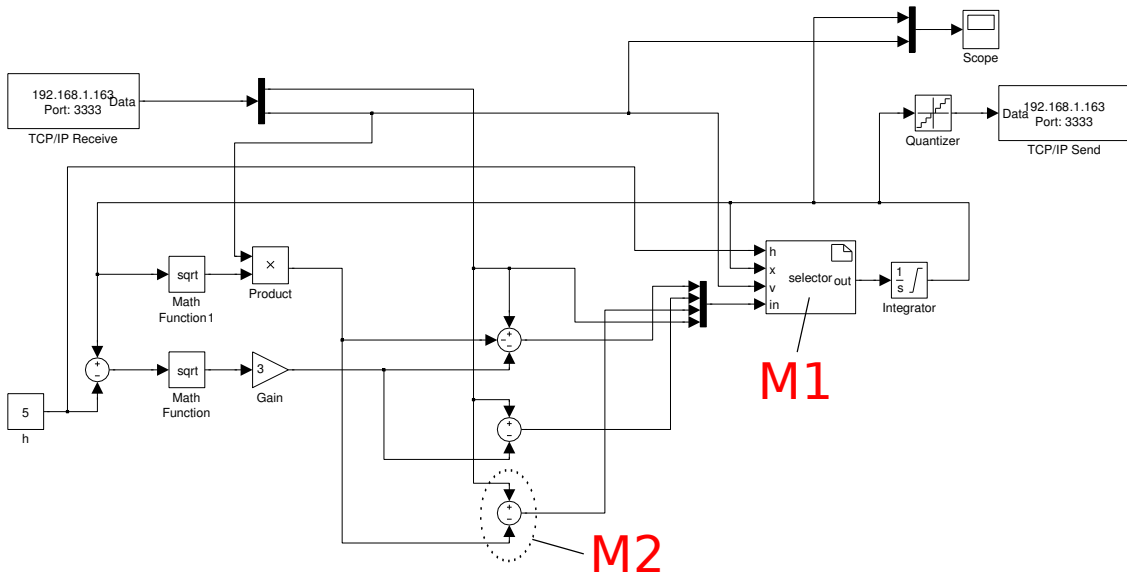 Scope
192.168.1.163
Port: 3333
Data
TCP/IP Receive
Data
192.168.1.163
Port: 3333
TCP/IP Send
Quantizer
sqrt
Math
Function1
×
Product
h
x
v
in
selector
out
1
s
Integrator
+
−
sqrt
Math
Function
3
Gain
5
h
−
+
−
+
−
+
−
M1
M2